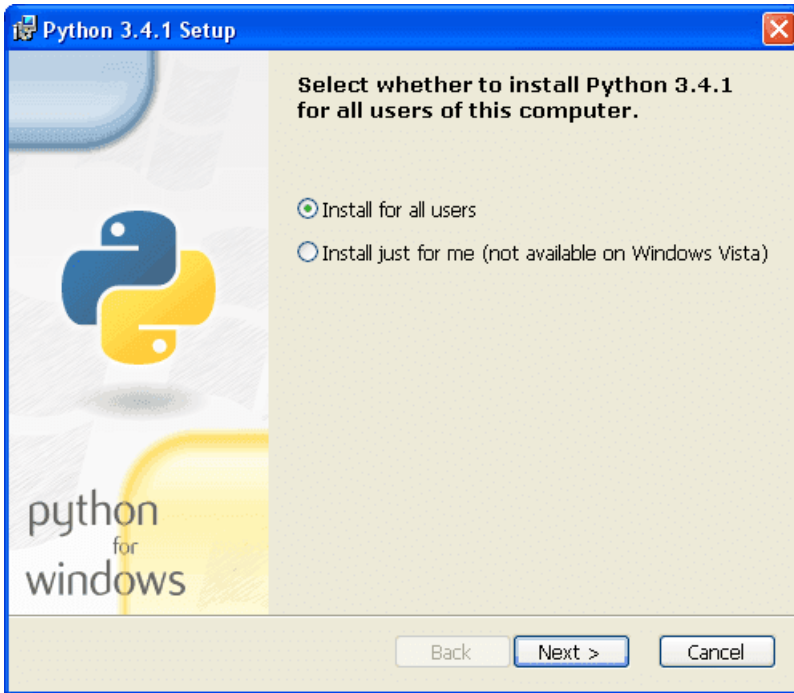 Python 3.4.1 Setup
Select whether to install Python 3.4.1
for all users of this computer.
Install for all users
Install just for me (not available on Windows Vista)
python
for
windows
Back
Next >
Cancel